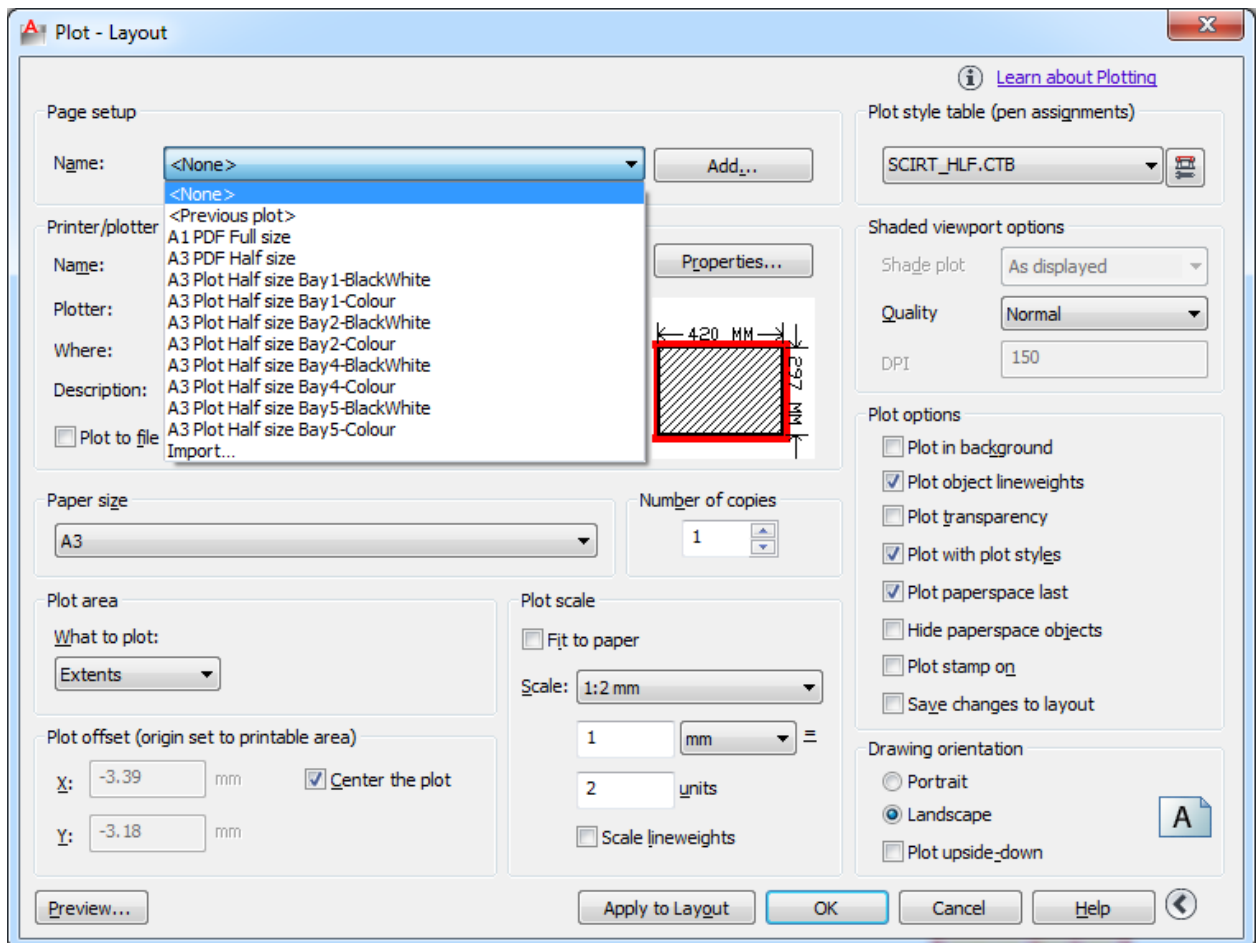 Plot - Layout
Learn about Plotting
Page setup
Name:
<None>
Add...
<None>
<Previous plot>
A1 PDF Full size
A3 PDF Half size
A3 Plot Half size Bay1-BlackWhite
A3 Plot Half size Bay1-Colour
A3 Plot Half size Bay2-BlackWhite
A3 Plot Half size Bay2-Colour
A3 Plot Half size Bay4-BlackWhite
A3 Plot Half size Bay4-Colour
A3 Plot Half size Bay5-BlackWhite
A3 Plot Half size Bay5-Colour
Import...
Printer/plotter
Name:
Properties...
Plotter:
Where:
Description:
Plot to file
420 MM
297 MM
Paper size
A3
Number of copies
1
Plot area
What to plot:
Extents
Plot scale
Fit to paper
Scale: 1:2 mm
1 mm =
2 units
Scale lineweights
Plot offset (origin set to printable area)
X: -3.39 mm
Center the plot
Y: -3.18 mm
Plot style table (pen assignments)
SCIRT_HLF.CTB
Shaded viewport options
Shade plot As displayed
Quality Normal
DPI 150
Plot options
Plot in background
Plot object lineweights
Plot transparency
Plot with plot styles
Plot paperspace last
Hide paperspace objects
Plot stamp on
Save changes to layout
Drawing orientation
Portrait
Landscape
A
Plot upside-down
Preview...
Apply to Layout
OK
Cancel
Help